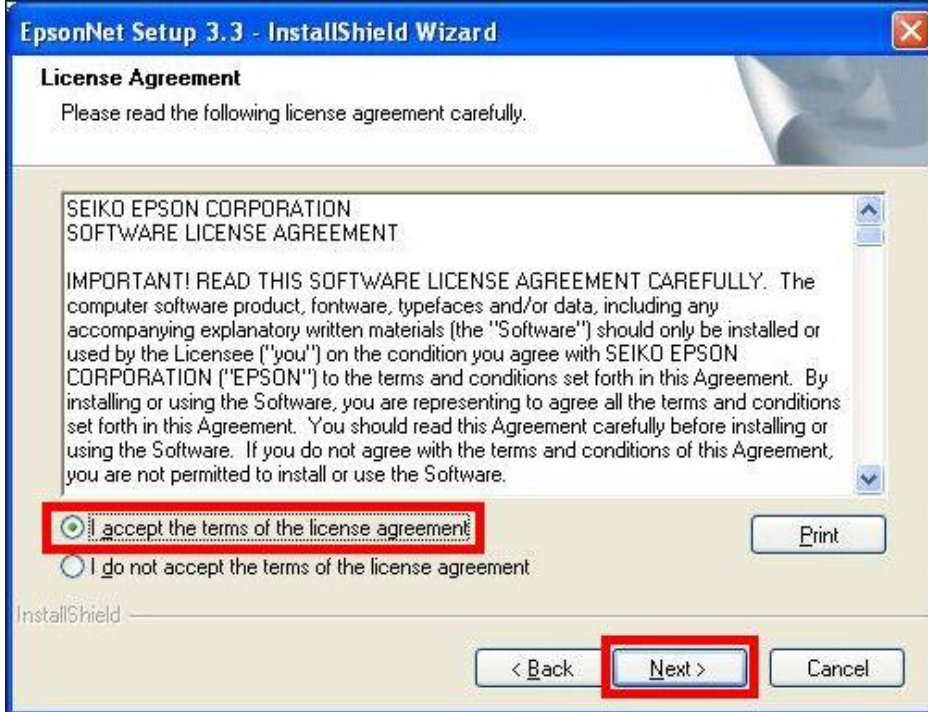 EpsonNet Setup 3.3 - InstallShield Wizard
License Agreement
Please read the following license agreement carefully.
SEIKO EPSON CORPORATION
SOFTWARE LICENSE AGREEMENT
IMPORTANT! READ THIS SOFTWARE LICENSE AGREEMENT CAREFULLY. The
computer software product, fontware, typefaces and/or data, including any
accompanying explanatory written materials (the "Software") should only be installed or
used by the Licensee ("you") on the condition you agree with SEIKO EPSON
CORPORATION ("EPSON") to the terms and conditions set forth in this Agreement. By
installing or using the Software, you are representing to agree all the terms and conditions
set forth in this Agreement. You should read this Agreement carefully before installing or
using the Software. If you do not agree with the terms and conditions of this Agreement,
you are not permitted to install or use the Software.
I accept the terms of the license agreement
Print
I do not accept the terms of the license agreement
InstallShield
< Back
Next >
Cancel